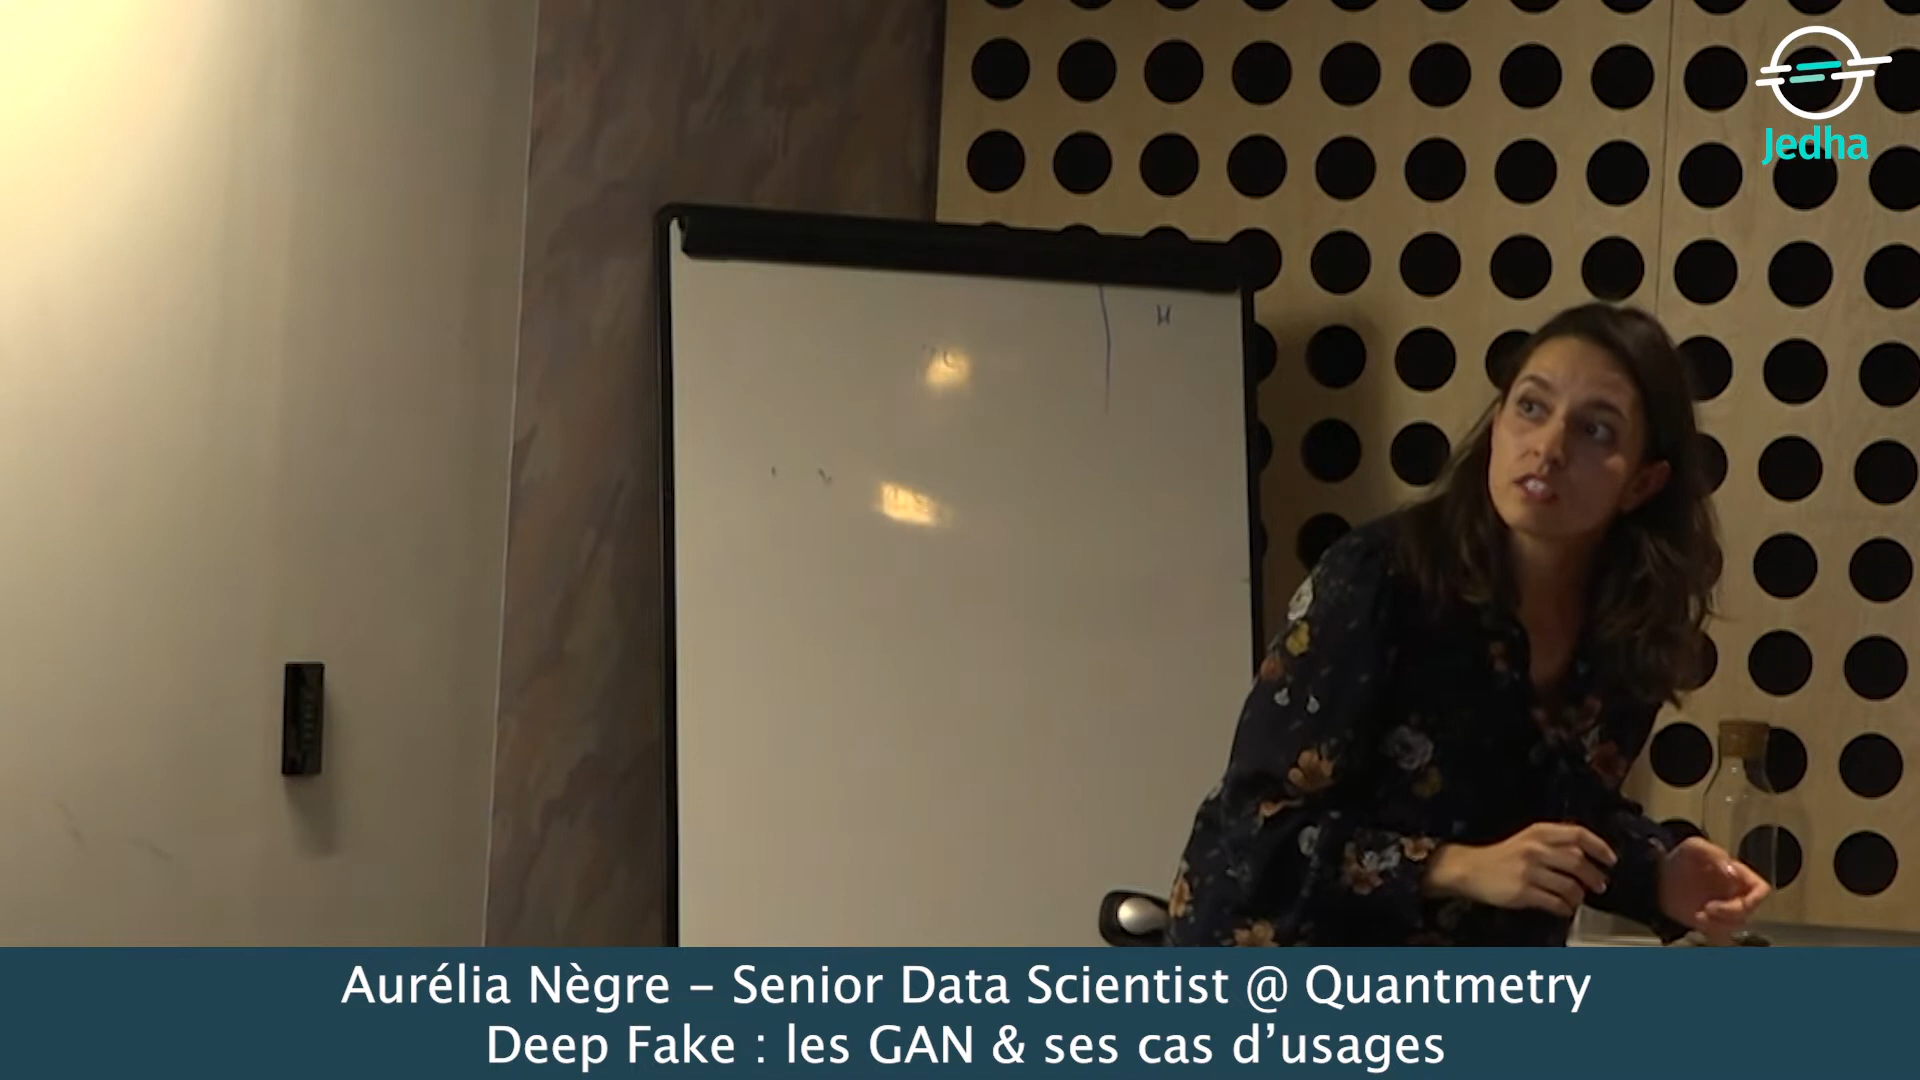 Jedha
H
Aurélia Nègre – Senior Data Scientist @ Quantmetry
Deep Fake : les GAN & ses cas d’usages